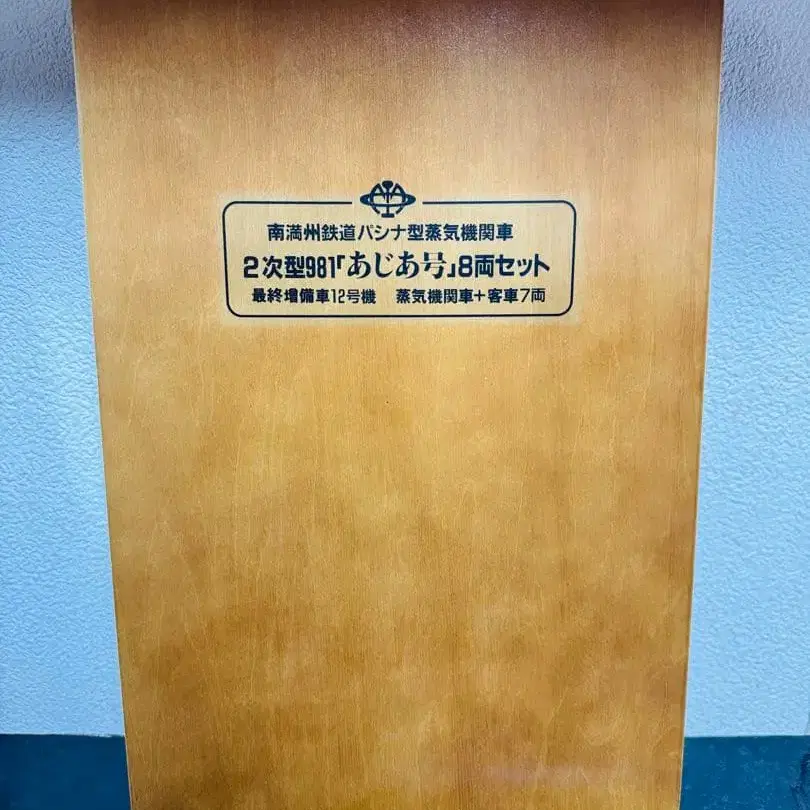 南満州鉄道パシナ型蒸気機関車
2次型981「あじあ号」8両セット
最終増備車12号機 蒸気機関車+客車7両